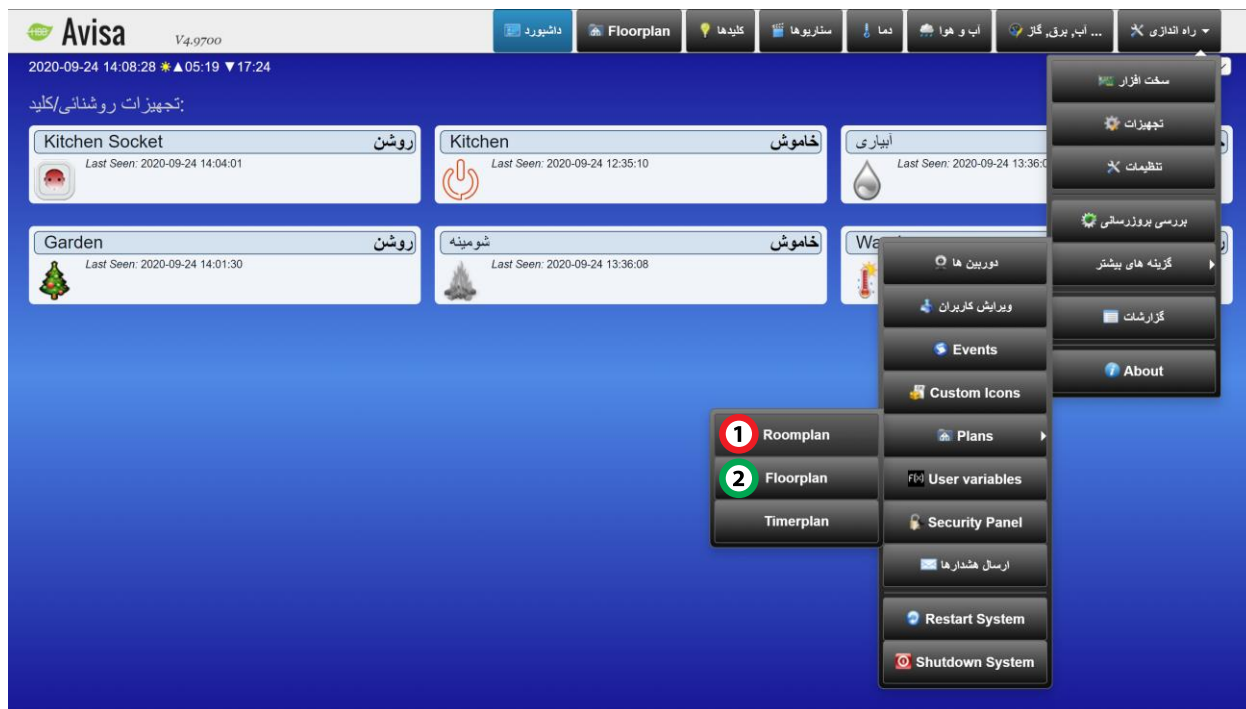 Avisa V4.9700
داشبورد
Floorplan
کلیدها
سناریوها
دما
آب و هوا
آب, برق, گاز ...
راه اندازی
2020-09-24 14:08:28 ☀▲05:19 ▼17:24
تجهیزات روشنائی/کلید:
Kitchen Socket روشن
Last Seen: 2020-09-24 14:04:01
Kitchen خاموش
Last Seen: 2020-09-24 12:35:10
آبیاری
Last Seen: 2020-09-24 13:36:0
Garden روشن
Last Seen: 2020-09-24 14:01:30
شومینه خاموش
Last Seen: 2020-09-24 13:36:08
Wa
سخت افزار
تجهیزات
تنظیمات
بررسی بروزرسانی
گزینه های بیشتر
گزارشات
About
دوربین ها
ویرایش کاربران
Events
Custom Icons
Plans
F(x) User variables
Security Panel
ارسال هشدارها
Restart System
Shutdown System
1 Roomplan
2 Floorplan
Timerplan